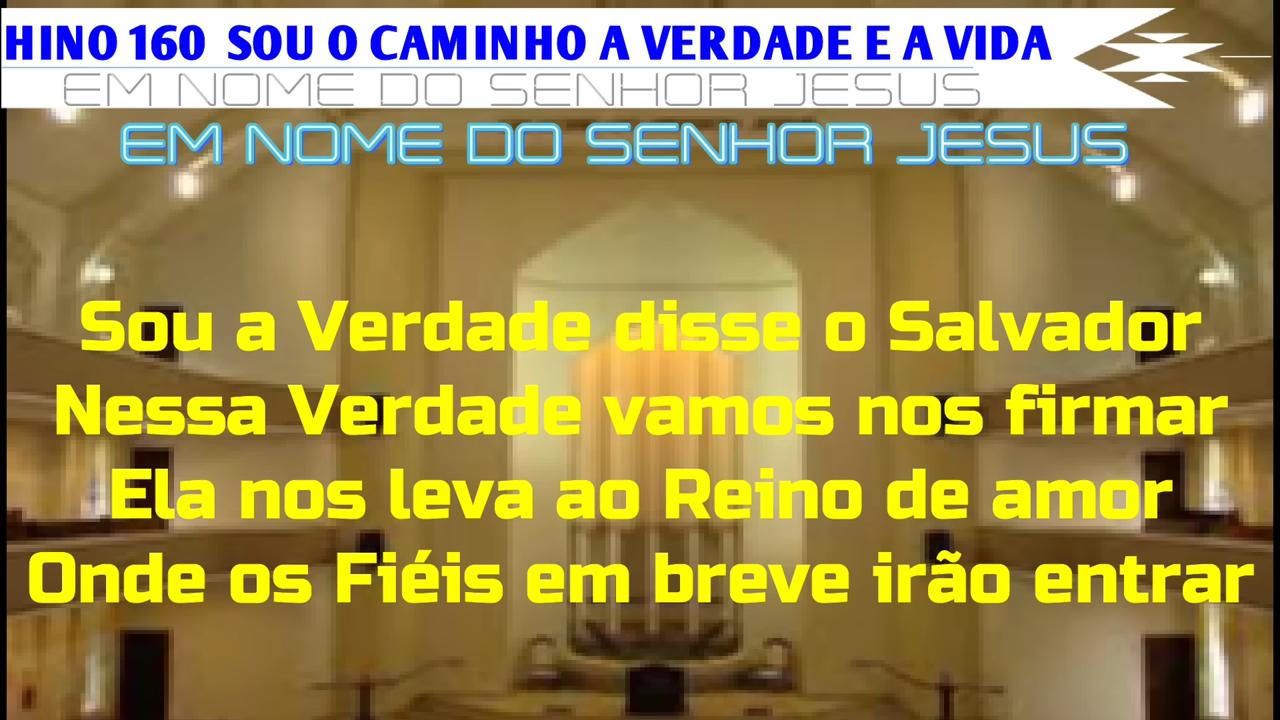 HINO 160 SOU O CAMINHO A VERDADE E A VIDA
EM NOME DO SENHOR JESUS
EM NOME DO SENHOR JESUS
Sou a Verdade disse o Salvador
Nessa Verdade vamos nos firmar
Ela nos leva ao Reino de amor
Onde os Fiéis em breve irão entrar